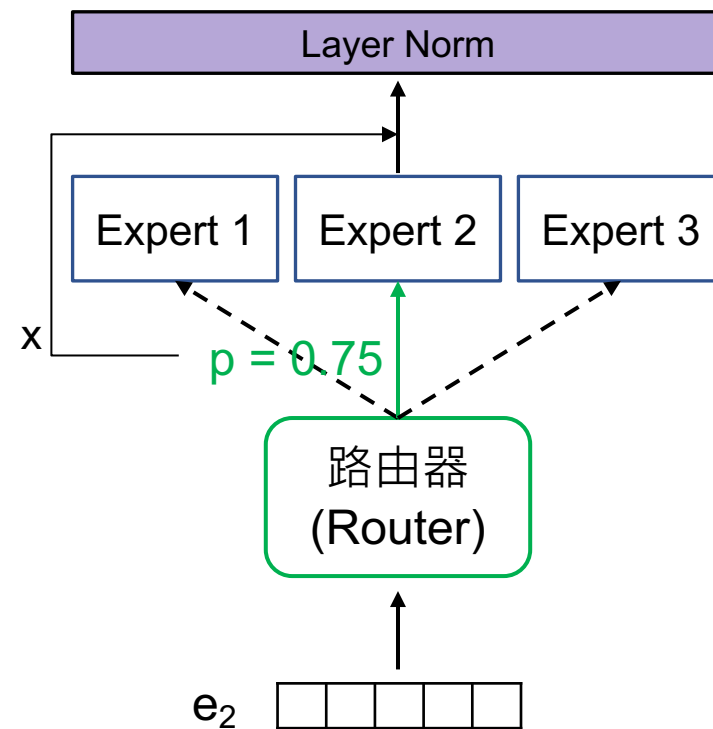 Layer Norm
Expert 1
Expert 2
Expert 3
x
p = 0.75
路由器
(Router)
e₂